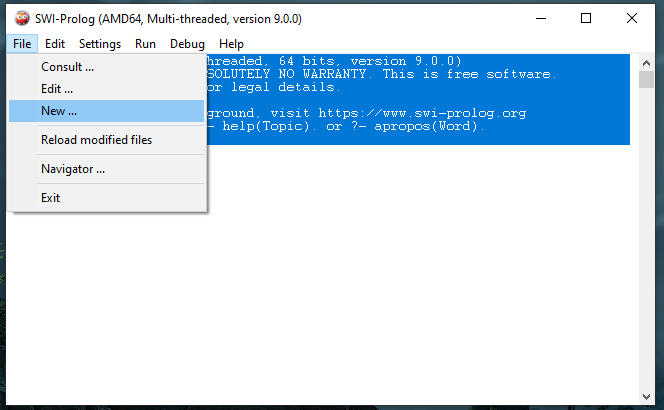 SWI-Prolog (AMD64, Multi-threaded, version 9.0.0)
File Edit Settings Run Debug Help
Consult ...
Edit ...
New ...
Reload modified files
Navigator ...
Exit
hreaded, 64 bits, version 9.0.0)
SOLUTELY NO WARRANTY. This is free software.
or legal details.
ground, visit https://www.swi-prolog.org
- help(Topic). or ?- apropos(Word).